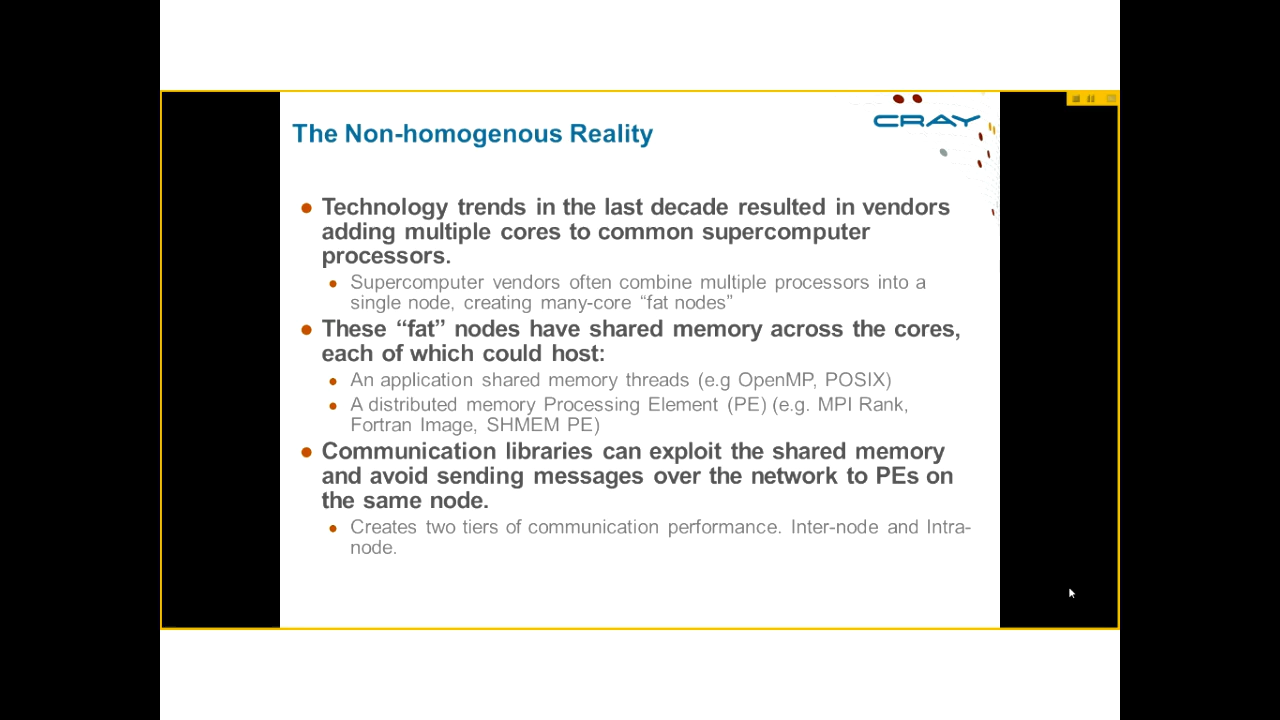 CRAY
The Non-homogenous Reality
Technology trends in the last decade resulted in vendors
adding multiple cores to common supercomputer
processors.
Supercomputer vendors often combine multiple processors into a
single node, creating many-core “fat nodes”
These “fat” nodes have shared memory across the cores,
each of which could host:
An application shared memory threads (e.g OpenMP, POSIX)
A distributed memory Processing Element (PE) (e.g. MPI Rank,
Fortran Image, SHMEM PE)
Communication libraries can exploit the shared memory
and avoid sending messages over the network to PEs on
the same node.
Creates two tiers of communication performance. Inter-node and Intra-
node.